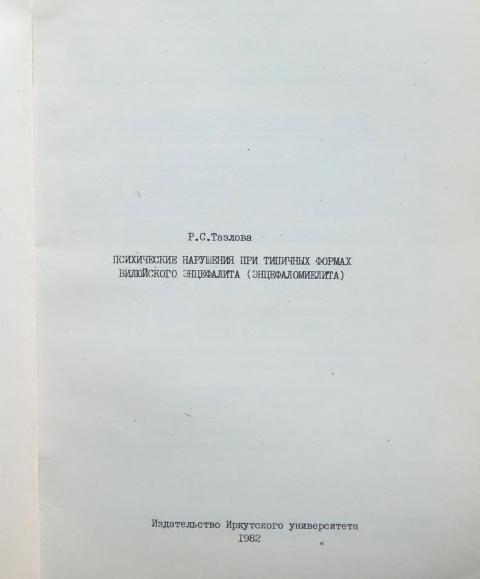 Р.С.Тазлова
ПСИХИЧЕСКИЕ НАРУШЕНИЯ ПРИ ТИПИЧНЫХ ФОРМАХ
ВИЛЮЙСКОГО ЭНЦЕФАЛИТА (ЭНЦЕФАЛОМИЕЛИТА)
Издательство Иркутского университета
1982